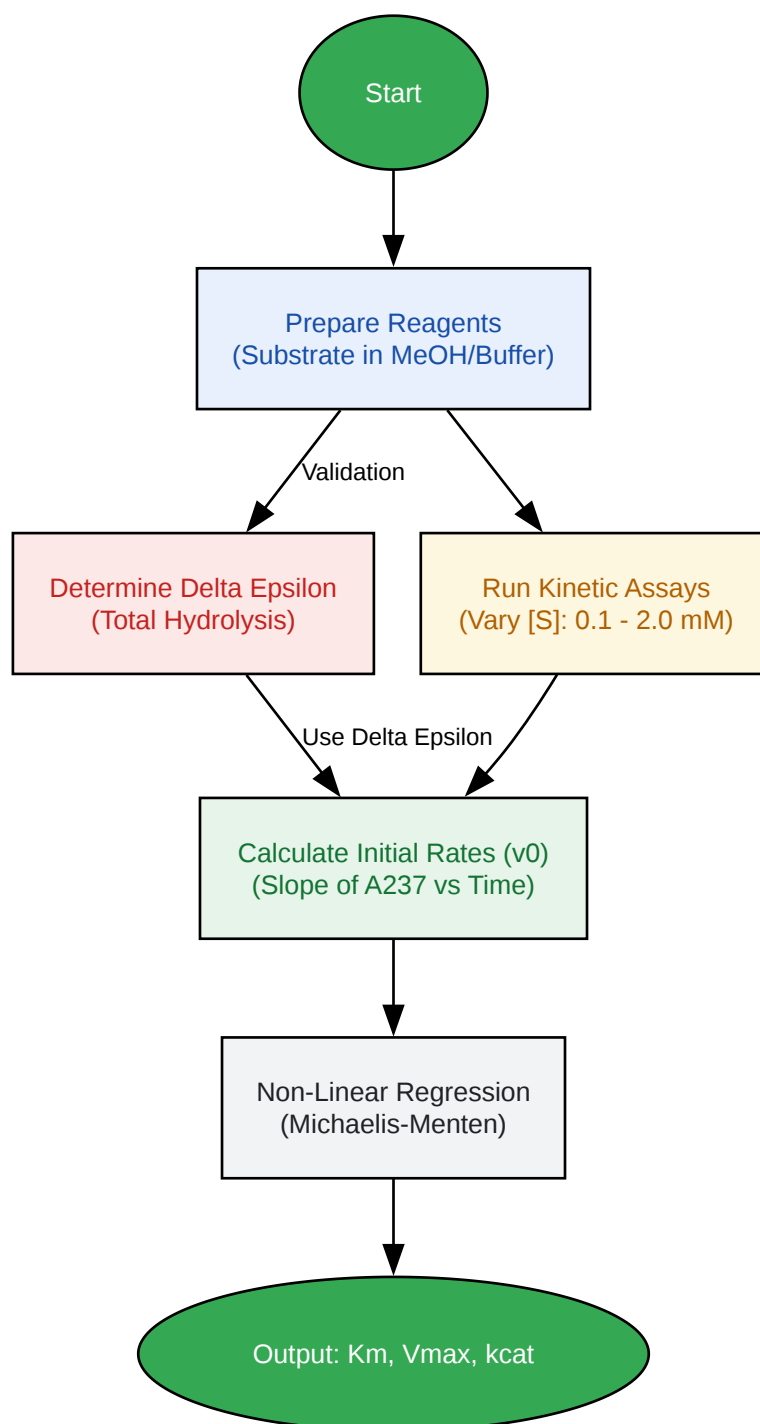 Start
Prepare Reagents
(Substrate in MeOH/Buffer)
Validation
Determine Delta Epsilon
(Total Hydrolysis)
Run Kinetic Assays
(Vary [S]: 0.1 - 2.0 mM)
Use Delta Epsilon
Calculate Initial Rates (v0)
(Slope of A237 vs Time)
Non-Linear Regression
(Michaelis-Menten)
Output: Km, Vmax, kcat